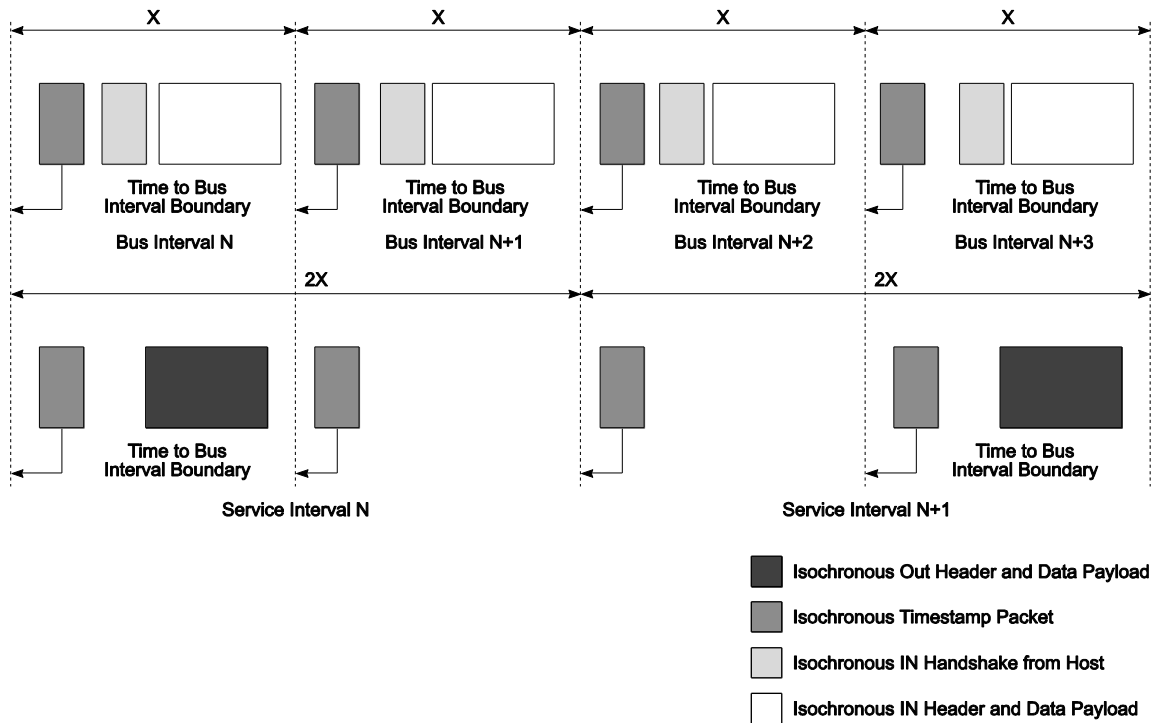 X X X X
Time to Bus Time to Bus Time to Bus Time to Bus
Interval Boundary Interval Boundary Interval Boundary Interval Boundary
Bus Interval N Bus Interval N+1 Bus Interval N+2 Bus Interval N+3
2X 2X
Time to Bus Time to Bus
Interval Boundary Interval Boundary
Service Interval N Service Interval N+1
Isochronous Out Header and Data Payload
Isochronous Timestamp Packet
Isochronous IN Handshake from Host
Isochronous IN Header and Data Payload